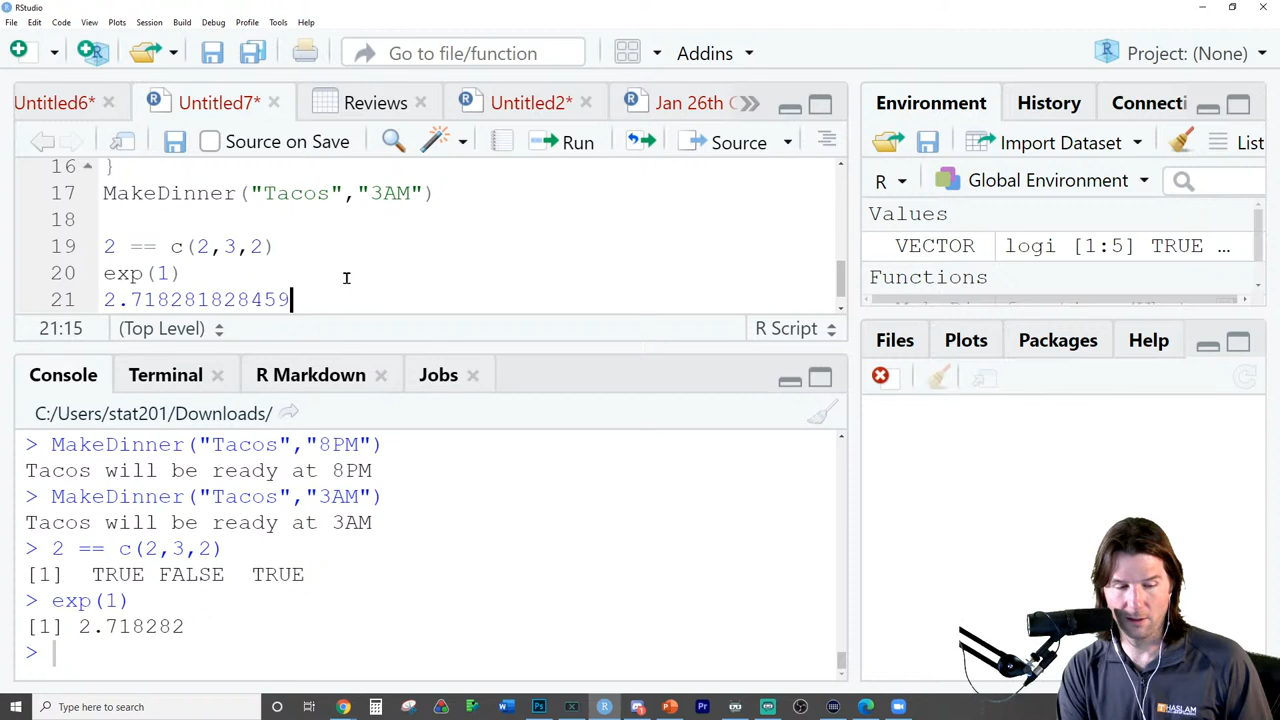 RStudio
File Edit Code View Plots Session Build Debug Profile Tools Help
Go to file/function
Addins
Project: (None)
Untitled6*
Untitled7*
Reviews
Untitled2*
Jan 26th
Source on Save
Run
Source
16 }
17 MakeDinner("Tacos","3AM")
18
19 2 == c(2,3,2)
20 exp(1)
21 2.718281828459
21:15 (Top Level) R Script
Environment History Connecti
Import Dataset List
R Global Environment
Values
VECTOR logi [1:5] TRUE …
Functions
Files Plots Packages Help
Console Terminal R Markdown Jobs
C:/Users/stat201/Downloads/
> MakeDinner("Tacos","8PM")
Tacos will be ready at 8PM
> MakeDinner("Tacos","3AM")
Tacos will be ready at 3AM
> 2 == c(2,3,2)
[1] TRUE FALSE TRUE
> exp(1)
[1] 2.718282
>
Type here to search
HASLAM